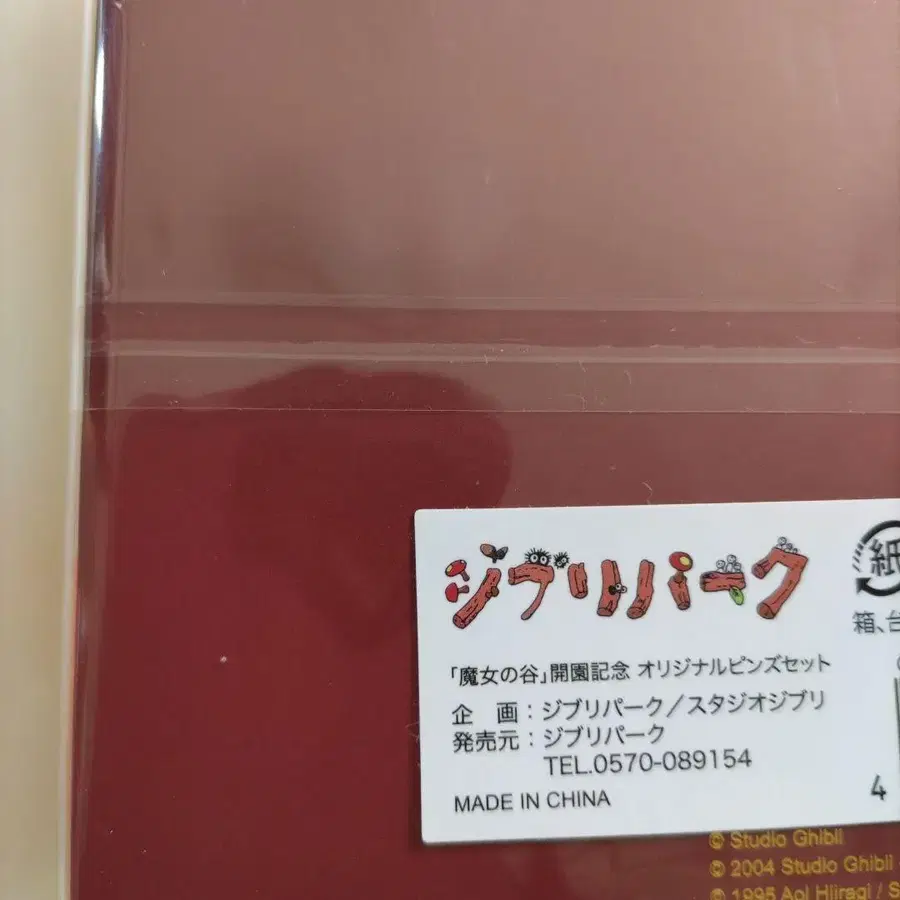 ジブリパーク
紙
箱、台
「魔女の谷」開園記念 オリジナルピンズセット
企　画：ジブリパーク／スタジオジブリ
発売元：ジブリパーク
TEL.0570-089154
MADE IN CHINA
4
© Studio Ghibli
© 2004 Studio Ghibli
© 1995 Aoi Hiiragi / S